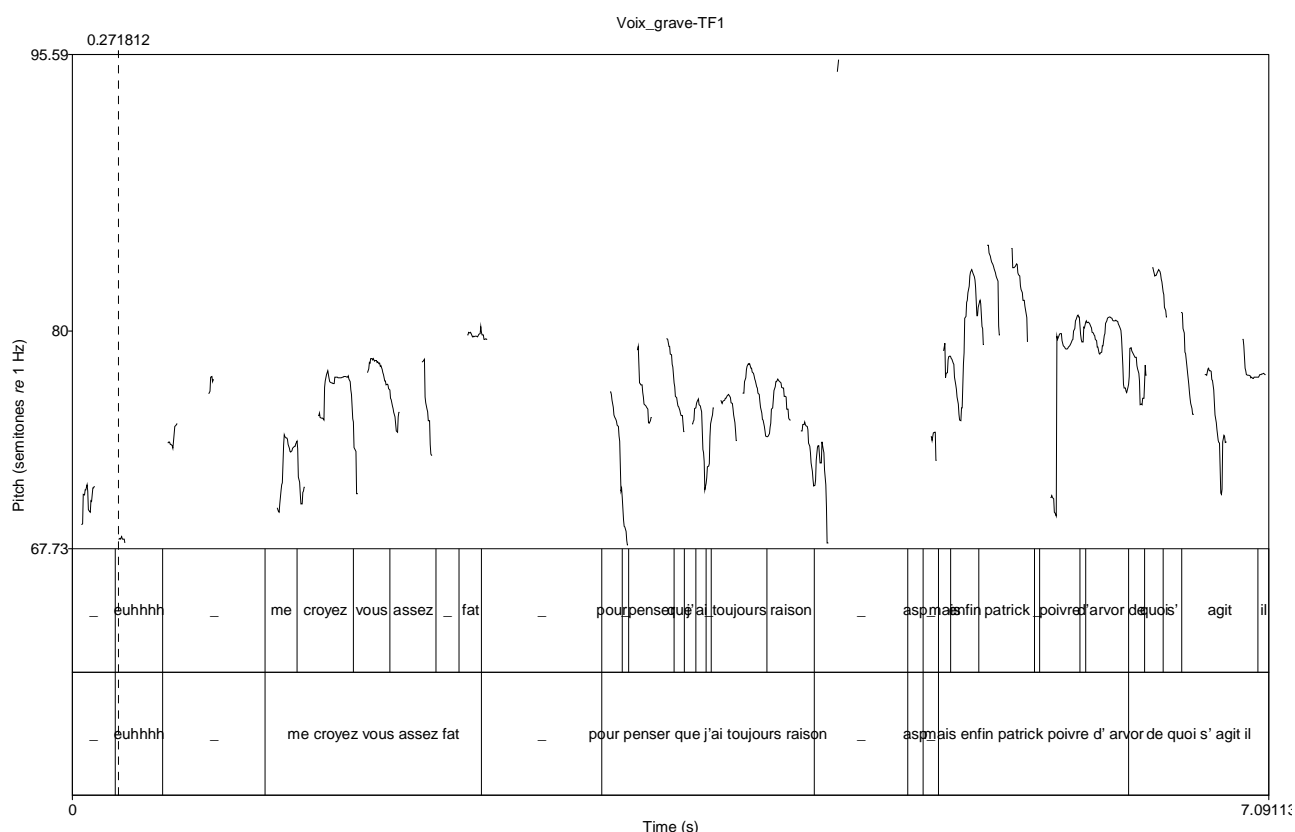 Voix_grave-TF1
0.271812
95.59
80
67.73
Pitch (semitones re 1 Hz)
_ euhhhh _ me croyez vous assez _ fat _ pour _ penser que j'ai _ toujours raison _ asp _ mais enfin patrick _ poivre d'arvor de quoi s' agit il
_ euhhhh _ me croyez vous assez fat _ pour penser que j'ai toujours raison _ asp _ mais enfin patrick poivre d' arvor de quoi s' agit il
0 7.09113
Time (s)